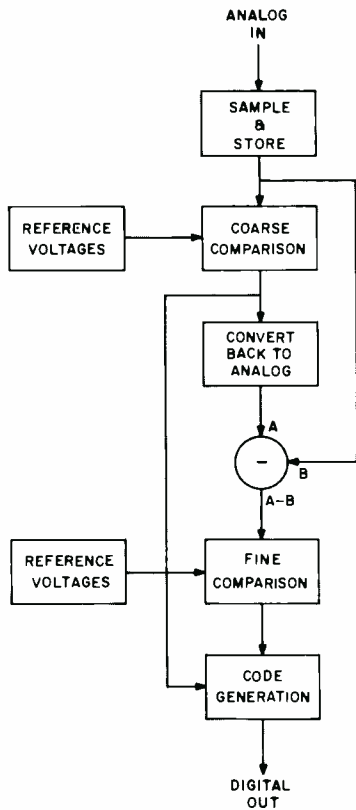 ANALOG
IN
SAMPLE
&
STORE
REFERENCE
VOLTAGES
COARSE
COMPARISON
CONVERT
BACK TO
ANALOG
A
-
B
A-B
REFERENCE
VOLTAGES
FINE
COMPARISON
CODE
GENERATION
DIGITAL
OUT